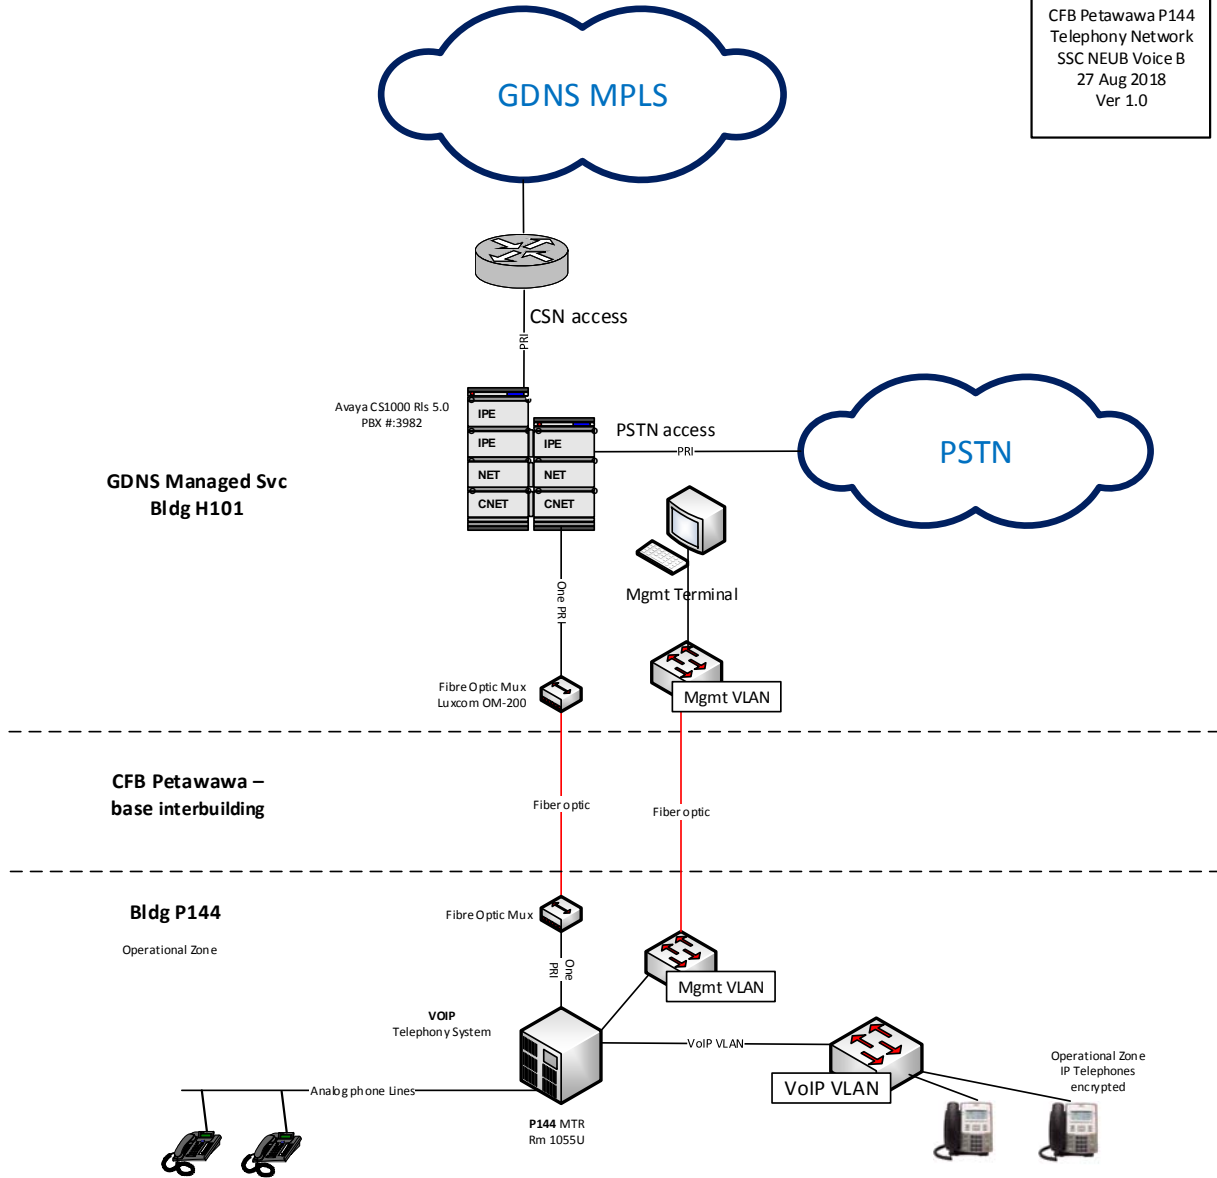 CFB Petawawa P144
Telephony Network
SSC NEUB Voice B
27 Aug 2018
Ver 1.0
GDNS MPLS
CSN access
PRI
Avaya CS1000 Rls 5.0
PBX #:3982
IPE
IPE
NET
CNET
IPE
NET
CNET
PSTN access
PRI
PSTN
GDNS Managed Svc
Bldg H101
One PRI
Mgmt Terminal
Fibre Optic Mux
Luxcom OM-200
Mgmt VLAN
CFB Petawawa –
base interbuilding
Fiber optic
Fiber optic
Bldg P144
Operational Zone
Fibre Optic Mux
One
PRI
Mgmt VLAN
VOIP
Telephony System
VoIP VLAN
VoIP VLAN
Operational Zone
IP Telephones
encrypted
Analog phone Lines
P144 MTR
Rm 1055U